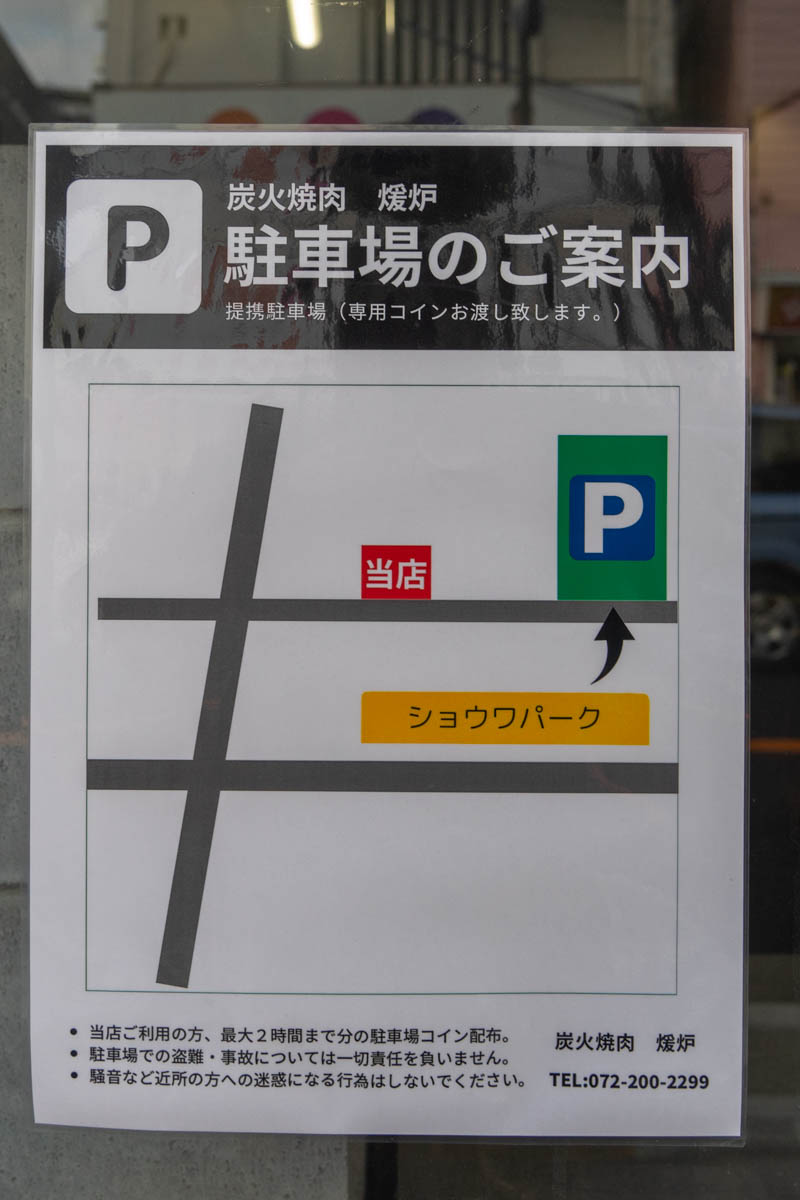 P
炭火焼肉 煖炉
駐車場のご案内
提携駐車場（専用コインお渡し致します。）
P
当店
ショウワパーク
• 当店ご利用の方、最大２時間まで分の駐車場コイン配布。
• 駐車場での盗難・事故については一切責任を負いません。
• 騒音など近所の方への迷惑になる行為はしないでください。
炭火焼肉 煖炉
TEL:072-200-2299